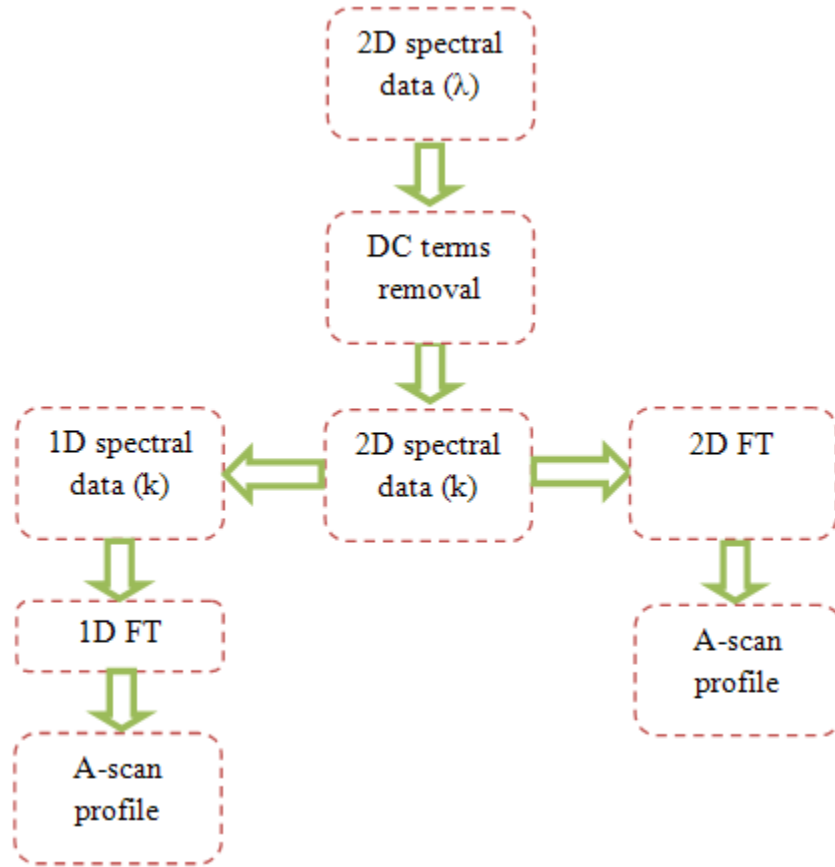 2D spectral
data (λ)
DC terms
removal
1D spectral
data (k)
2D spectral
data (k)
2D FT
1D FT
A-scan
profile
A-scan
profile